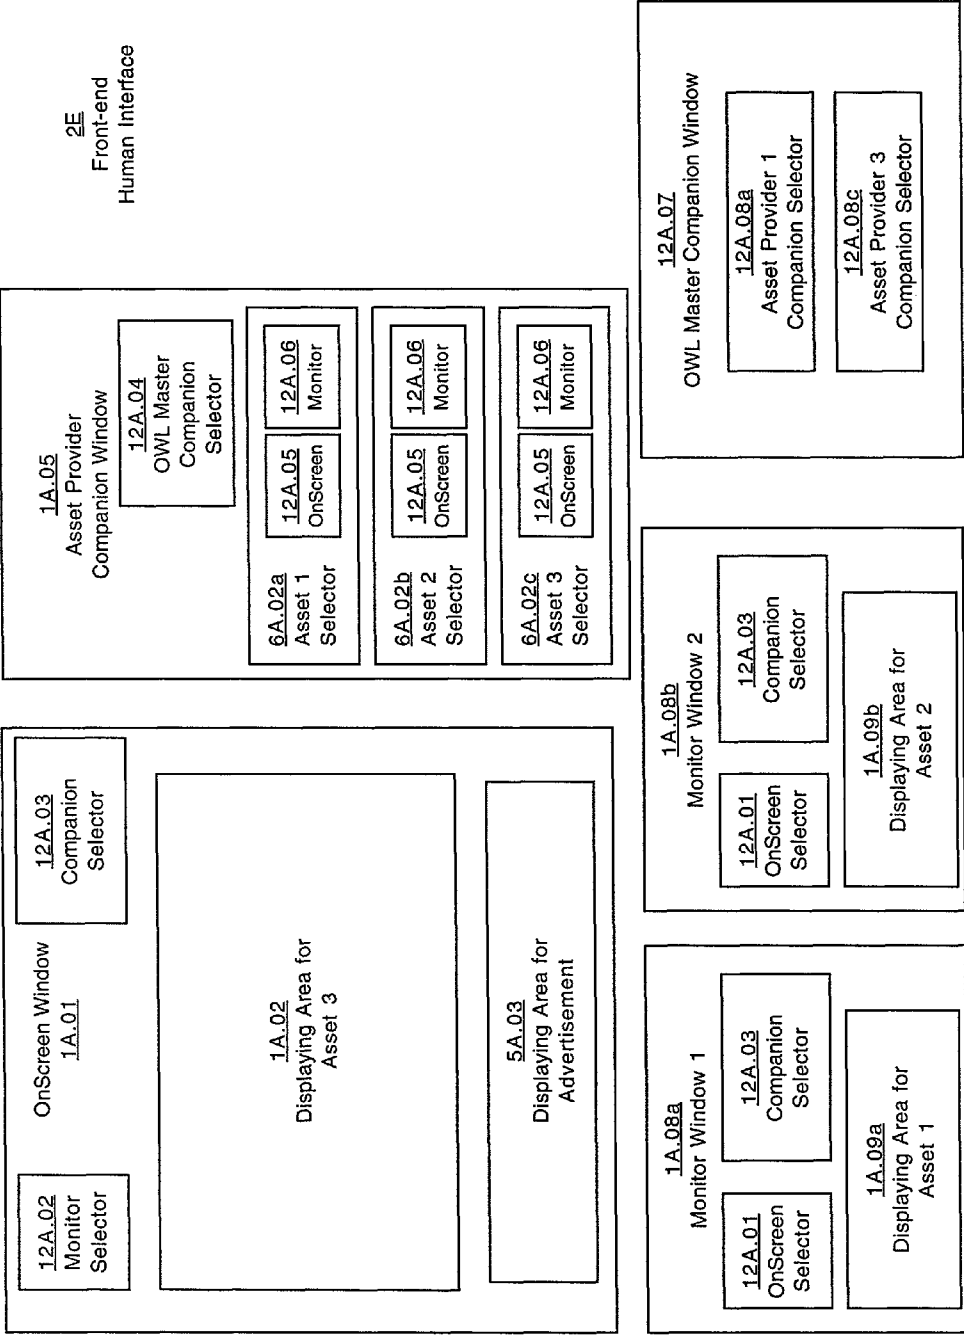 OnScreen Window
1A.01
12A.02
Monitor
Selector
12A.03
Companion
Selector
1A.02
Displaying Area for
Asset 3
5A.03
Displaying Area for
Advertisement
1A.05
Asset Provider
Companion Window
12A.04
OWL Master
Companion
Selector
6A.02a
Asset 1
Selector
12A.05
OnScreen
12A.06
Monitor
6A.02b
Asset 2
Selector
12A.05
OnScreen
12A.06
Monitor
6A.02c
Asset 3
Selector
12A.05
OnScreen
12A.06
Monitor
2E
Front-end
Human Interface
1A.08a
Monitor Window 1
12A.01
OnScreen
Selector
12A.03
Companion
Selector
1A.09a
Displaying Area for
Asset 1
1A.08b
Monitor Window 2
12A.01
OnScreen
Selector
12A.03
Companion
Selector
1A.09b
Displaying Area for
Asset 2
12A.07
OWL Master Companion Window
12A.08a
Asset Provider 1
Companion Selector
12A.08c
Asset Provider 3
Companion Selector